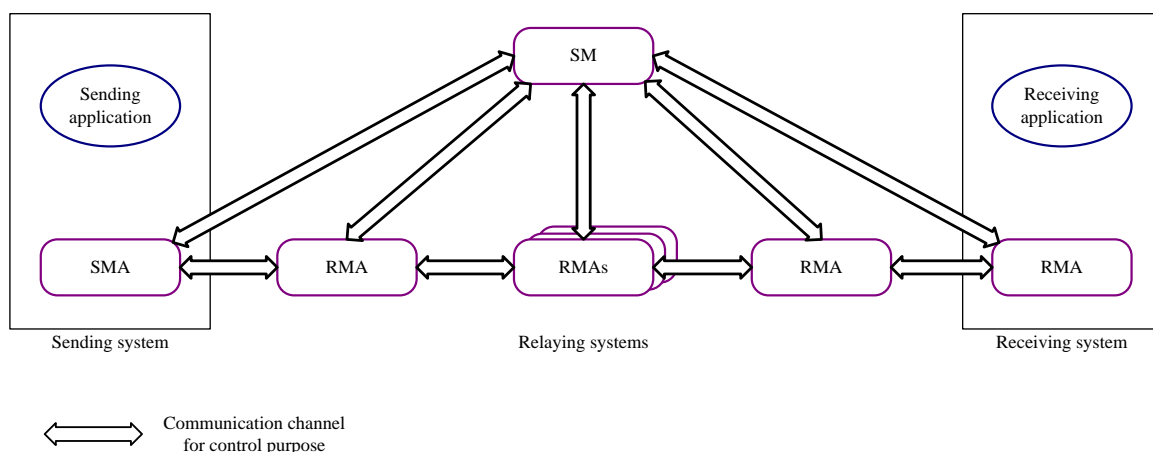 SM
Sending
application
Receiving
application
SMA
RMA
RMAs
RMA
RMA
Sending system
Relaying systems
Receiving system
Communication channel
for control purpose